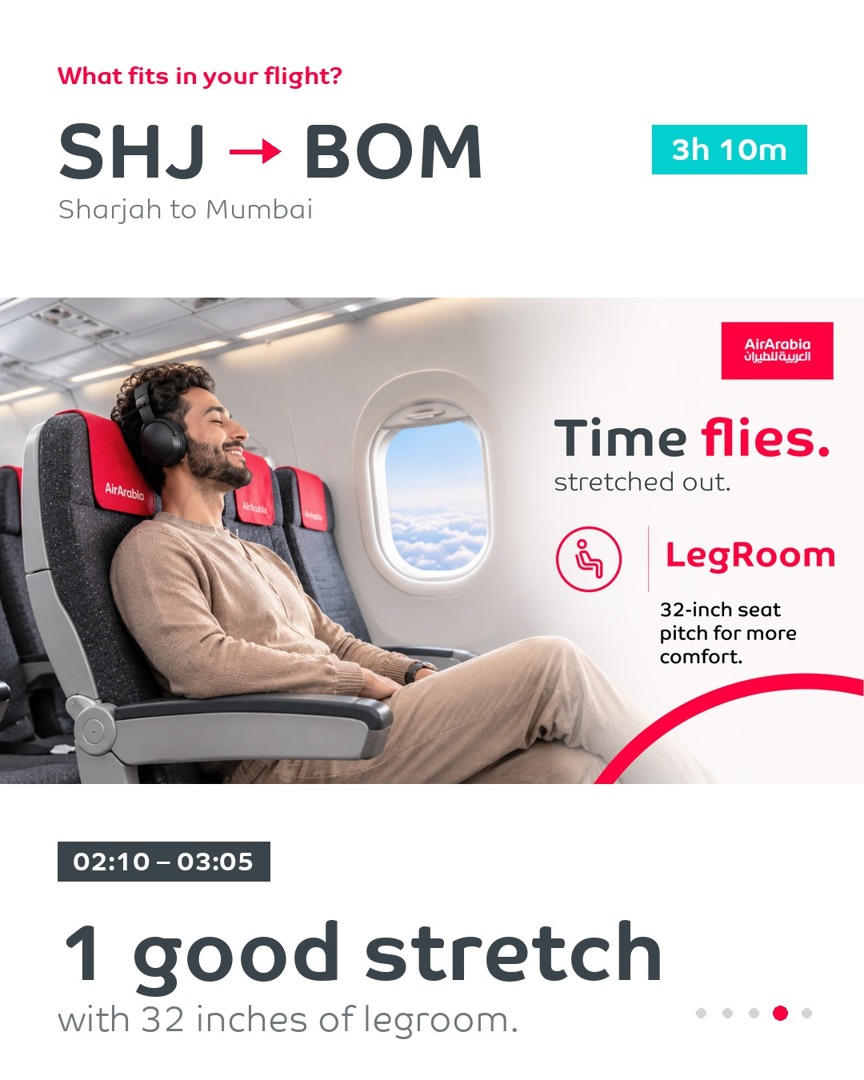 What fits in your flight?
SHJ → BOM
3h 10m
Sharjah to Mumbai
AirArabia
العربية للطيران
Time flies.
stretched out.
AirArabia
AirArabia
AirArabia
LegRoom
32-inch seat
pitch for more
comfort.
02:10 – 03:05
1 good stretch
with 32 inches of legroom.